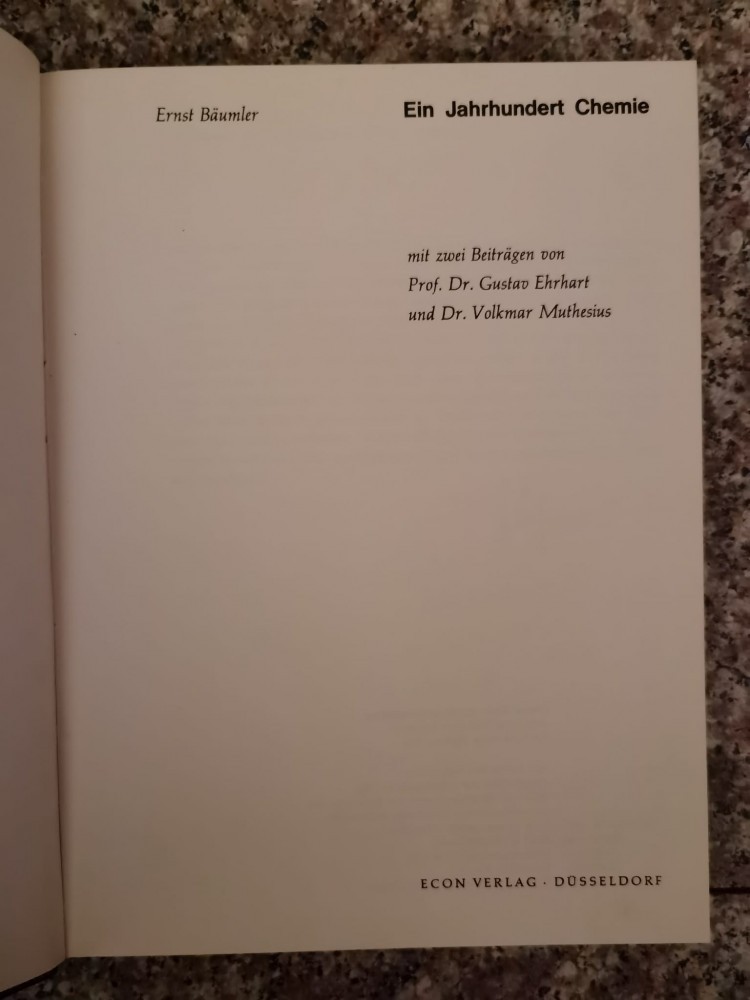 Ernst Bäumler
Ein Jahrhundert Chemie
mit zwei Beiträgen von
Prof. Dr. Gustav Ehrhart
und Dr. Volkmar Muthesius
ECON VERLAG · DÜSSELDORF